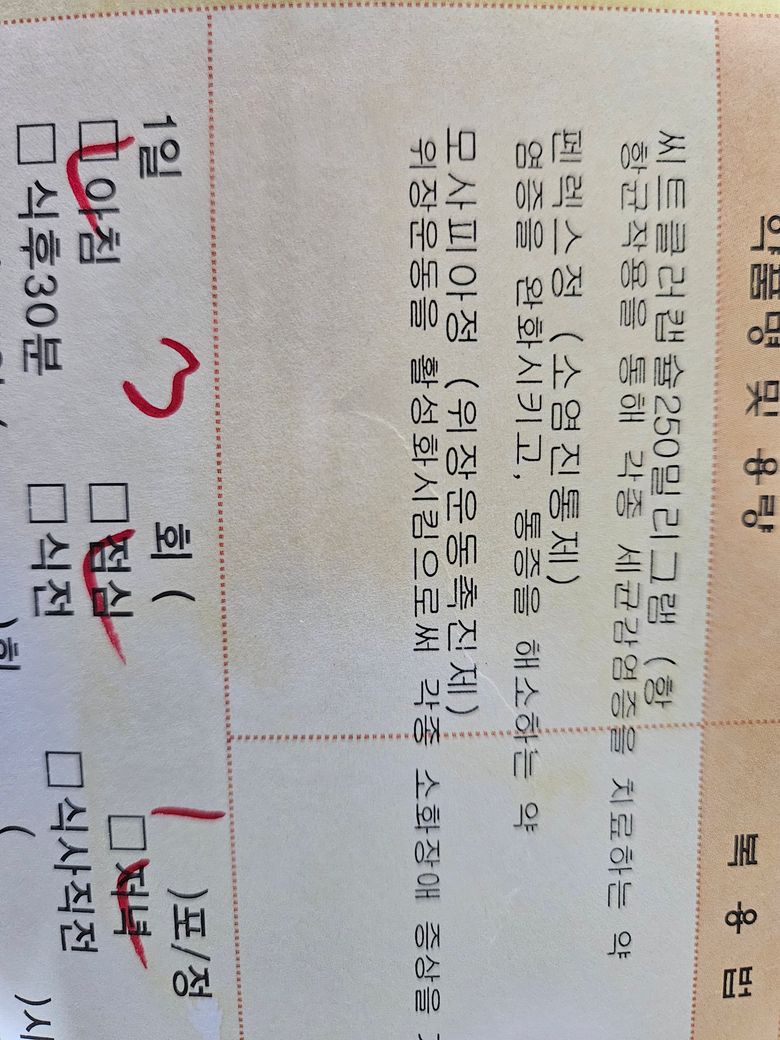 약품명 및 용량
복 용 법
씨트클러캡슐250밀리그램 (항
항균작용을 통해 각종 세균감염증을 치료하는 약
펜렉스정 (소염진통제)
염증을 완화시키고, 통증을 해소하는 약
모사피아정 (위장운동촉진제)
위장운동을 활성화시킴으로써 각종 소화장애 증상을
1일 3 회 ( 1 )포/정
□아침 □점심 □저녁
□식후30분 □식전 □식사직전